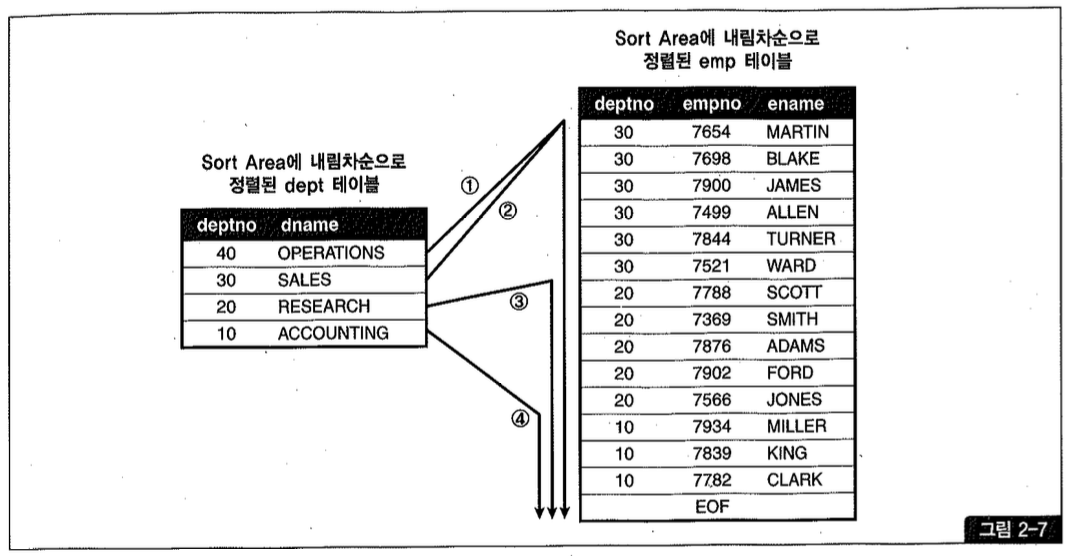 Sort Area에 내림차순으로
정렬된 emp 테이블
deptno empno ename
30 7654 MARTIN
30 7698 BLAKE
30 7900 JAMES
30 7499 ALLEN
30 7844 TURNER
30 7521 WARD
20 7788 SCOTT
20 7369 SMITH
20 7876 ADAMS
20 7902 FORD
20 7566 JONES
10 7934 MILLER
10 7839 KING
10 7782 CLARK
EOF
Sort Area에 내림차순으로
정렬된 dept 테이블
deptno dname
40 OPERATIONS
30 SALES
20 RESEARCH
10 ACCOUNTING
①
②
③
④
그림 2-7